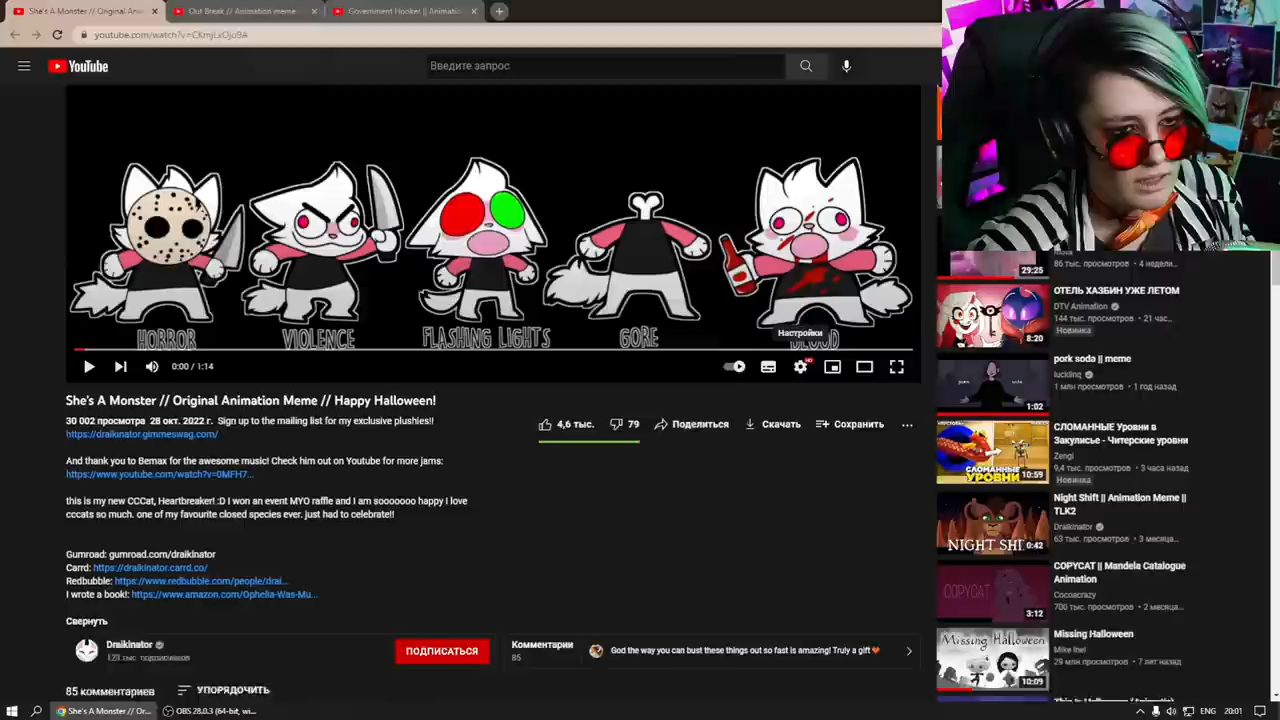 She's A Monster // Original Anim
Out Break // Animation meme
Government Hooker || Animatio
YouTube
Введите запрос
HORROR
VIOLENCE
FLASHING LIGHTS
GORE
BLOOD
Настройки
0:00 / 1:14
She's A Monster // Original Animation Meme // Happy Halloween!
30 002 просмотра 28 окт. 2022 г. Sign up to the mailing list for my exclusive plushies!!
https://draikinator.gimmeswag.com/
4,6 тыс.
79
Поделиться
Скачать
Сохранить
And thank you to Bemax for the awesome music! Check him out on Youtube for more jams:
https://www.youtube.com/watch?v=0MFH7...
this is my new CCCat, Heartbreaker! :D I won an event MYO raffle and I am sooooooo happy I love
cccats so much. one of my favourite closed species ever. just had to celebrate!!
Gumroad: gumroad.com/draikinator
Carrd: https://draikinator.carrd.co/
Redbubble: https://www.redbubble.com/people/drai...
I wrote a book!: https://www.amazon.com/Ophelia-Was-Mu...
Свернуть
Draikinator
ПОДПИСАТЬСЯ
Комментарии
85
God the way you can bust these things out so fast is amazing! Truly a gift
85 комментариев
УПОРЯДОЧИТЬ
29:25
86 тыс. просмотров • 4 недели...
ОТЕЛЬ ХАЗБИН УЖЕ ЛЕТОМ
DTV Animation
144 тыс. просмотров • 21 час...
Новинка
8:20
pork soda || meme
lucklinq
1 млн просмотров • 1 год назад
1:02
СЛОМАННЫЕ Уровни в
Закулисье - Читерские уровни
Zengi
9,4 тыс. просмотров • 3 часа назад
Новинка
СЛОМАННЫЕ
УРОВНИ
10:59
Night Shift || Animation Meme ||
TLK2
Draikinator
63 тыс. просмотров • 3 месяца...
NIGHT SHI
0:42
COPYCAT || Mandela Catalogue
Animation
Cocoacrazy
700 тыс. просмотров • 2 месяца...
COPYCAT
3:12
Missing Halloween
Mike Inel
29 млн просмотров • 7 лет назад
Missing Halloween
10:09
She's A Monster // Or...
OBS 28.0.3 (64-bit, wi...
ENG
20:01